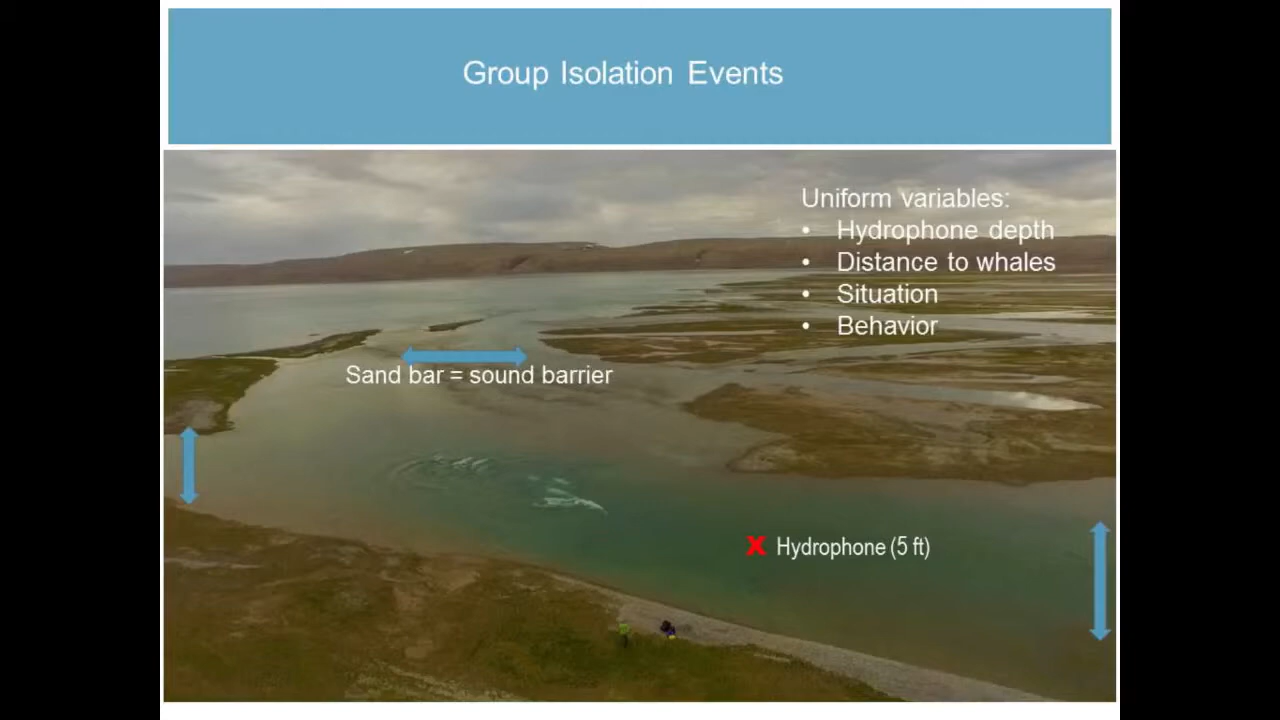 Group Isolation Events
Uniform variables:
• Hydrophone depth
• Distance to whales
• Situation
• Behavior
Sand bar = sound barrier
X Hydrophone (5 ft)